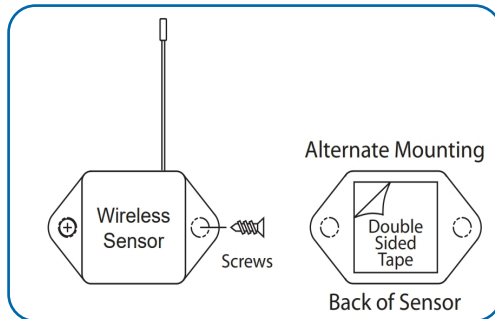 Wireless
Sensor
Screws
Alternate Mounting
Double
Sided
Tape
Back of Sensor